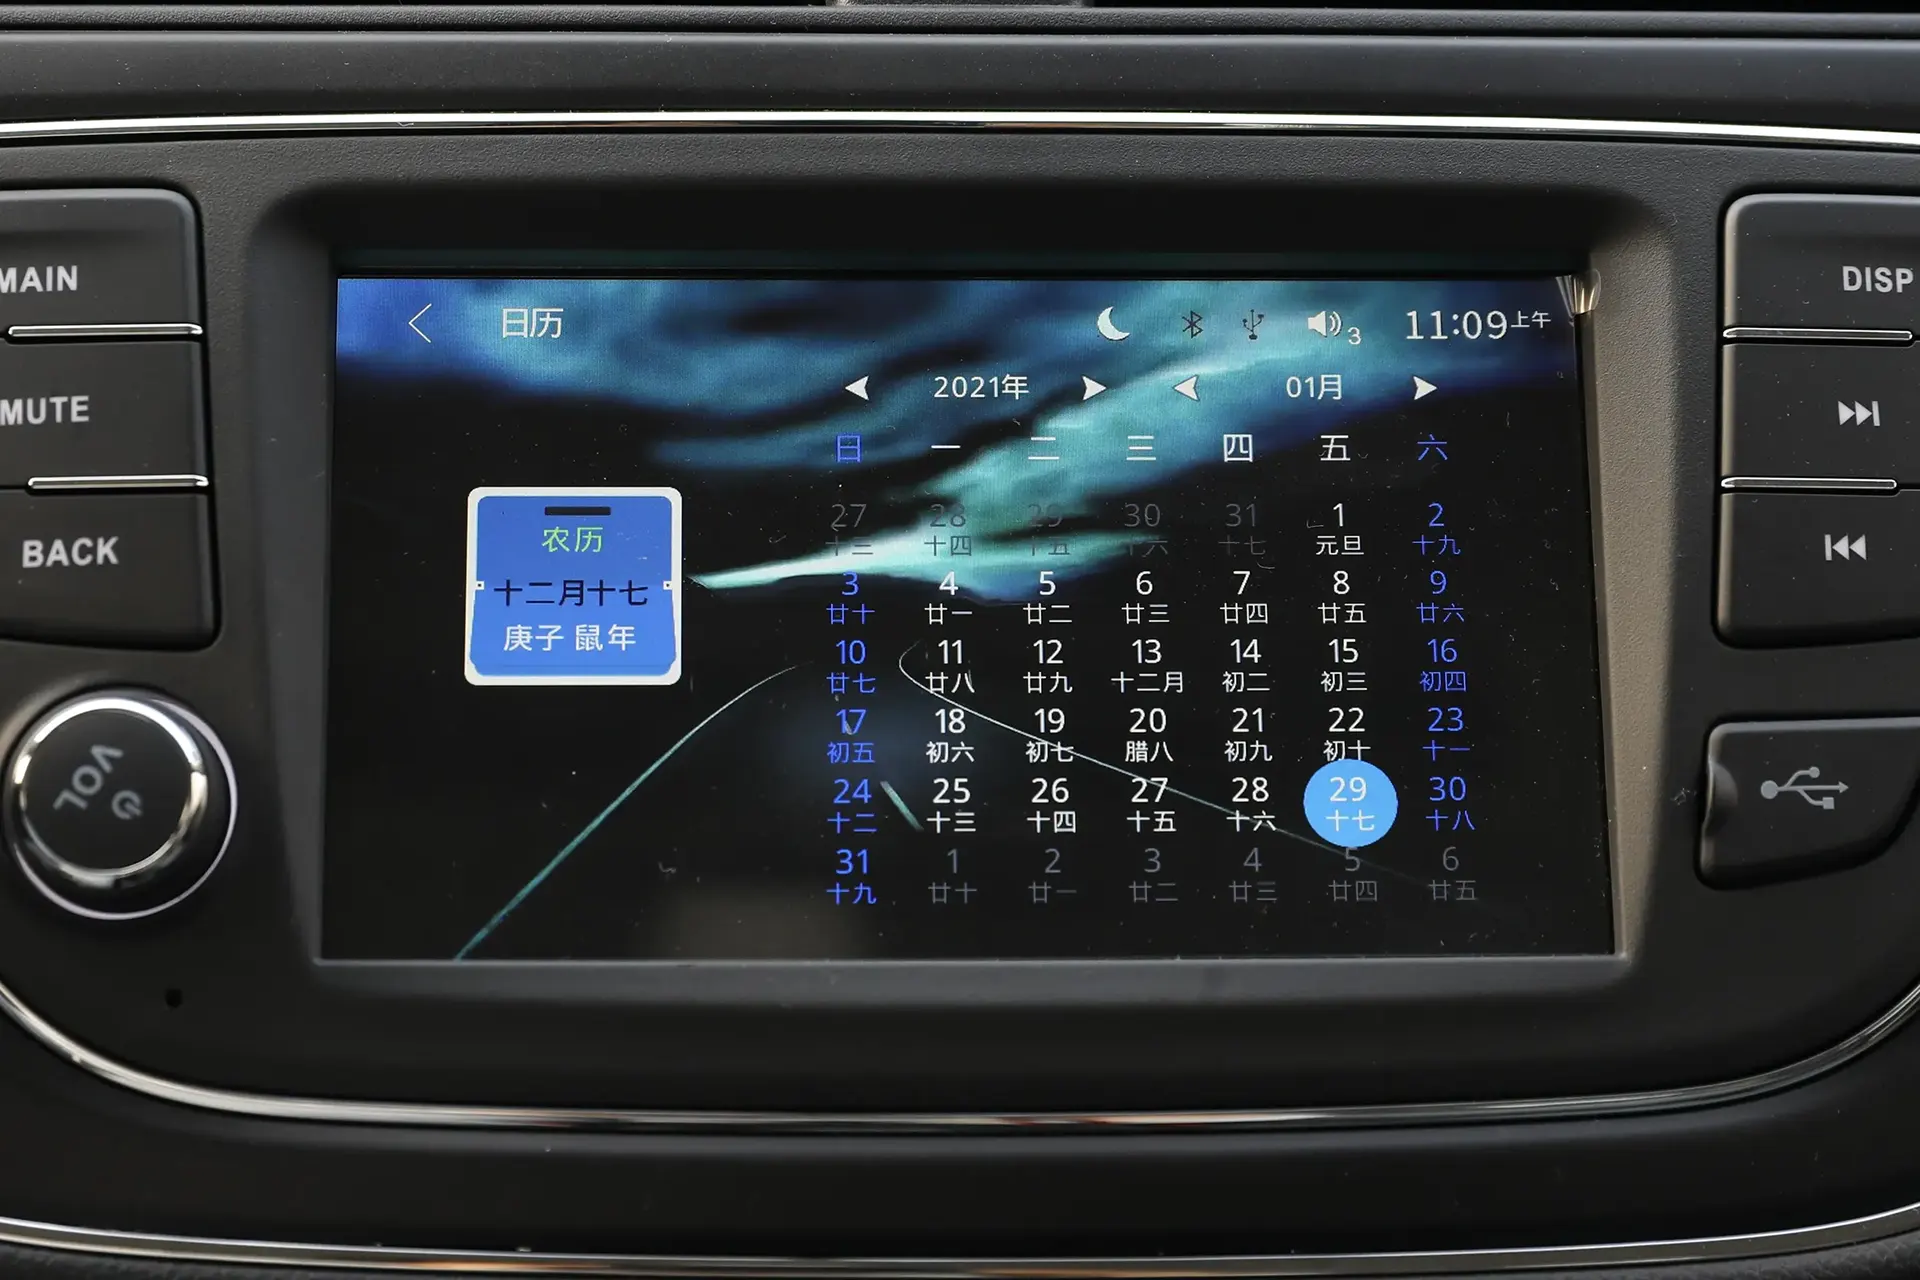 日历
3
11:09上午
2021年
01月
日 一 二 三 四 五 六
27 28 29 30 31 1 2
十三 十四 十五 十六 十七 元旦 十九
3 4 5 6 7 8 9
廿十 廿一 廿二 廿三 廿四 廿五 廿六
10 11 12 13 14 15 16
廿七 廿八 廿九 十二月 初二 初三 初四
17 18 19 20 21 22 23
初五 初六 初七 腊八 初九 初十 十一
24 25 26 27 28 29 30
十二 十三 十四 十五 十六 十七 十八
31 1 2 3 4 5 6
十九 廿十 廿一 廿二 廿三 廿四 廿五
农历
十二月十七
庚子 鼠年
MAIN
MUTE
BACK
VOL
DISP